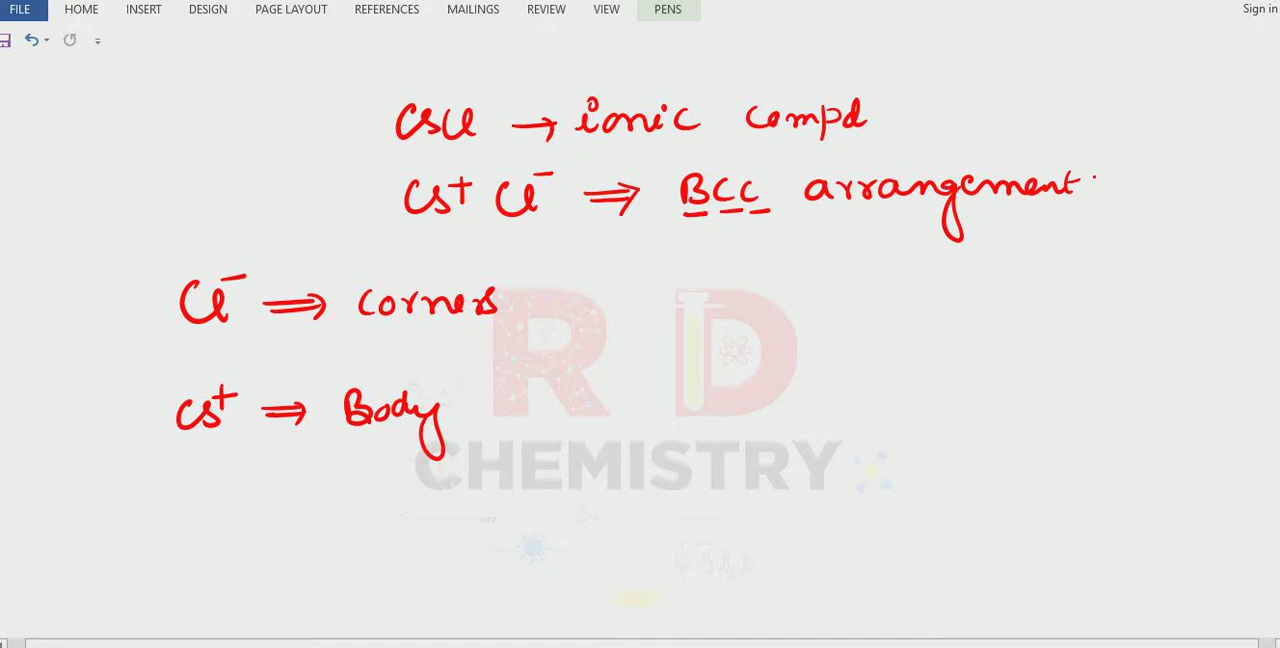 FILE HOME INSERT DESIGN PAGE LAYOUT REFERENCES MAILINGS REVIEW VIEW PENS Sign in
CsCl → ionic compd
Cs+ Cl− ⇒ BCC arrangement.
Cl− ⇒ corners
Cs+ ⇒ Body
RD
CHEMISTRY
H2O